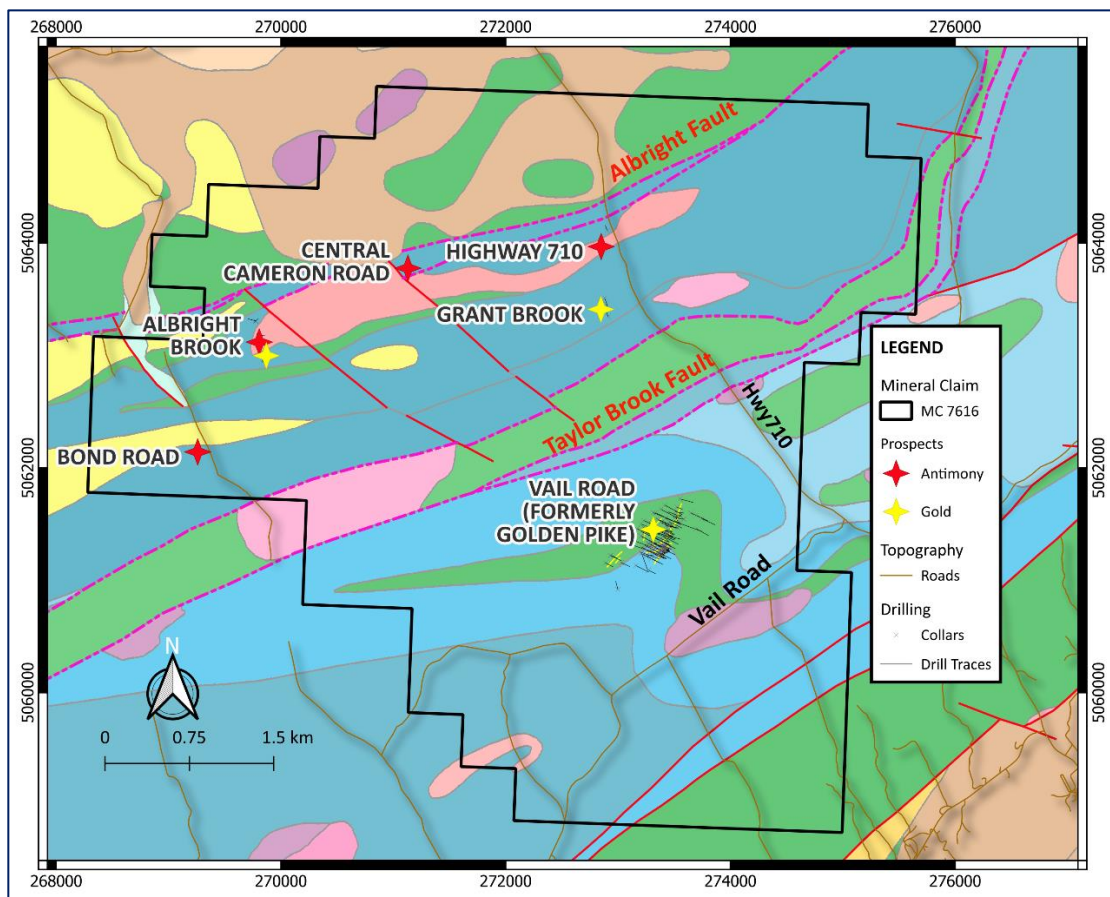 268000
270000
272000
274000
276000
5064000
5062000
5060000
5064000
5062000
5060000
Albright Fault
CENTRAL
CAMERON ROAD
HIGHWAY 710
GRANT BROOK
ALBRIGHT
BROOK
Taylor Brook Fault
Hwy710
BOND ROAD
VAIL ROAD
(FORMERLY
GOLDEN PIKE)
Vail Road
LEGEND
Mineral Claim
MC 7616
Prospects
Antimony
Gold
Topography
Roads
Drilling
Collars
Drill Traces
N
0 0.75 1.5 km
268000
270000
272000
274000
276000